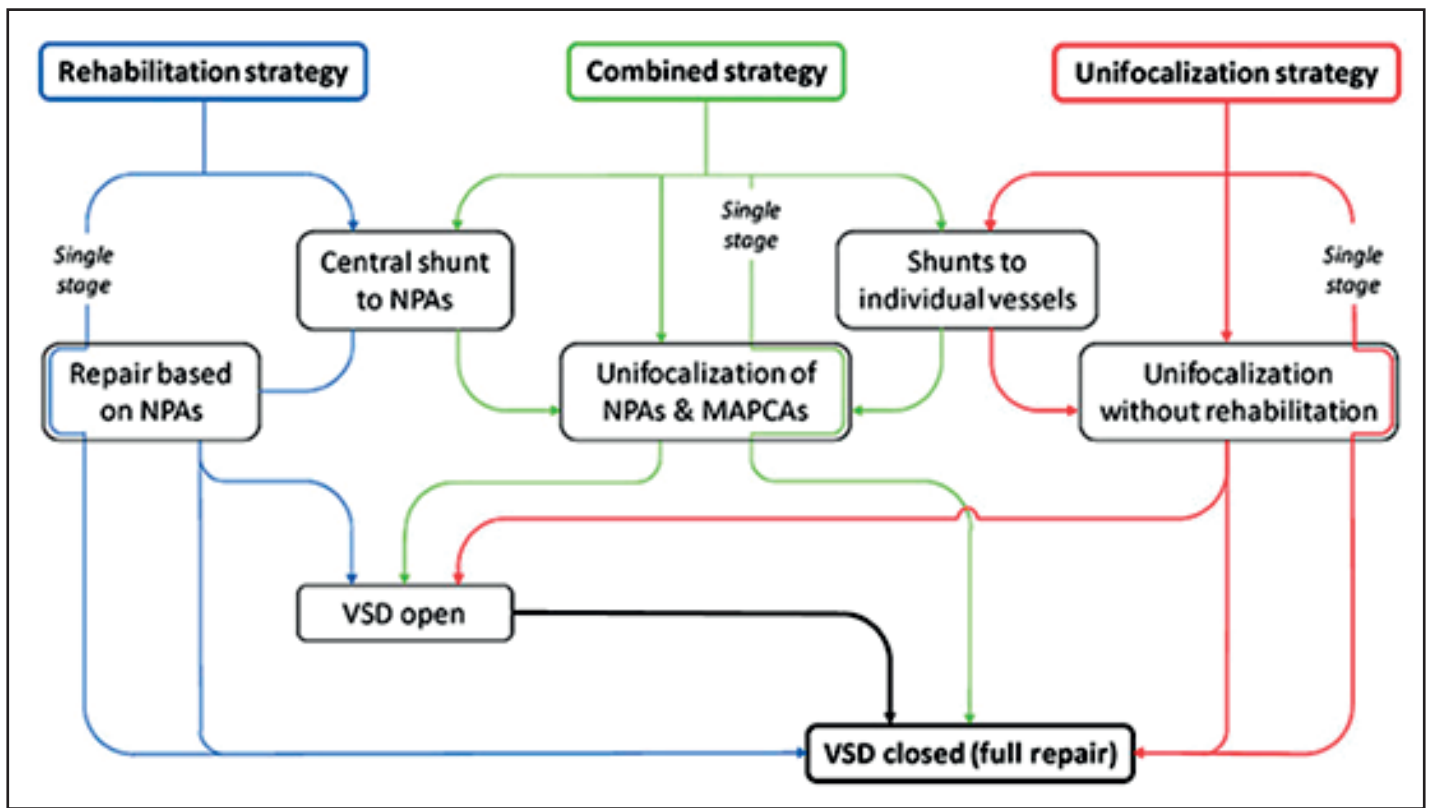 Rehabilitation strategy
Combined strategy
Unifocalization strategy
Single
stage
Central shunt
to NPAs
Single
stage
Shunts to
individual vessels
Single
stage
Repair based
on NPAs
Unifocalization of
NPAs & MAPCAs
Unifocalization
without rehabilitation
VSD open
VSD closed (full repair)